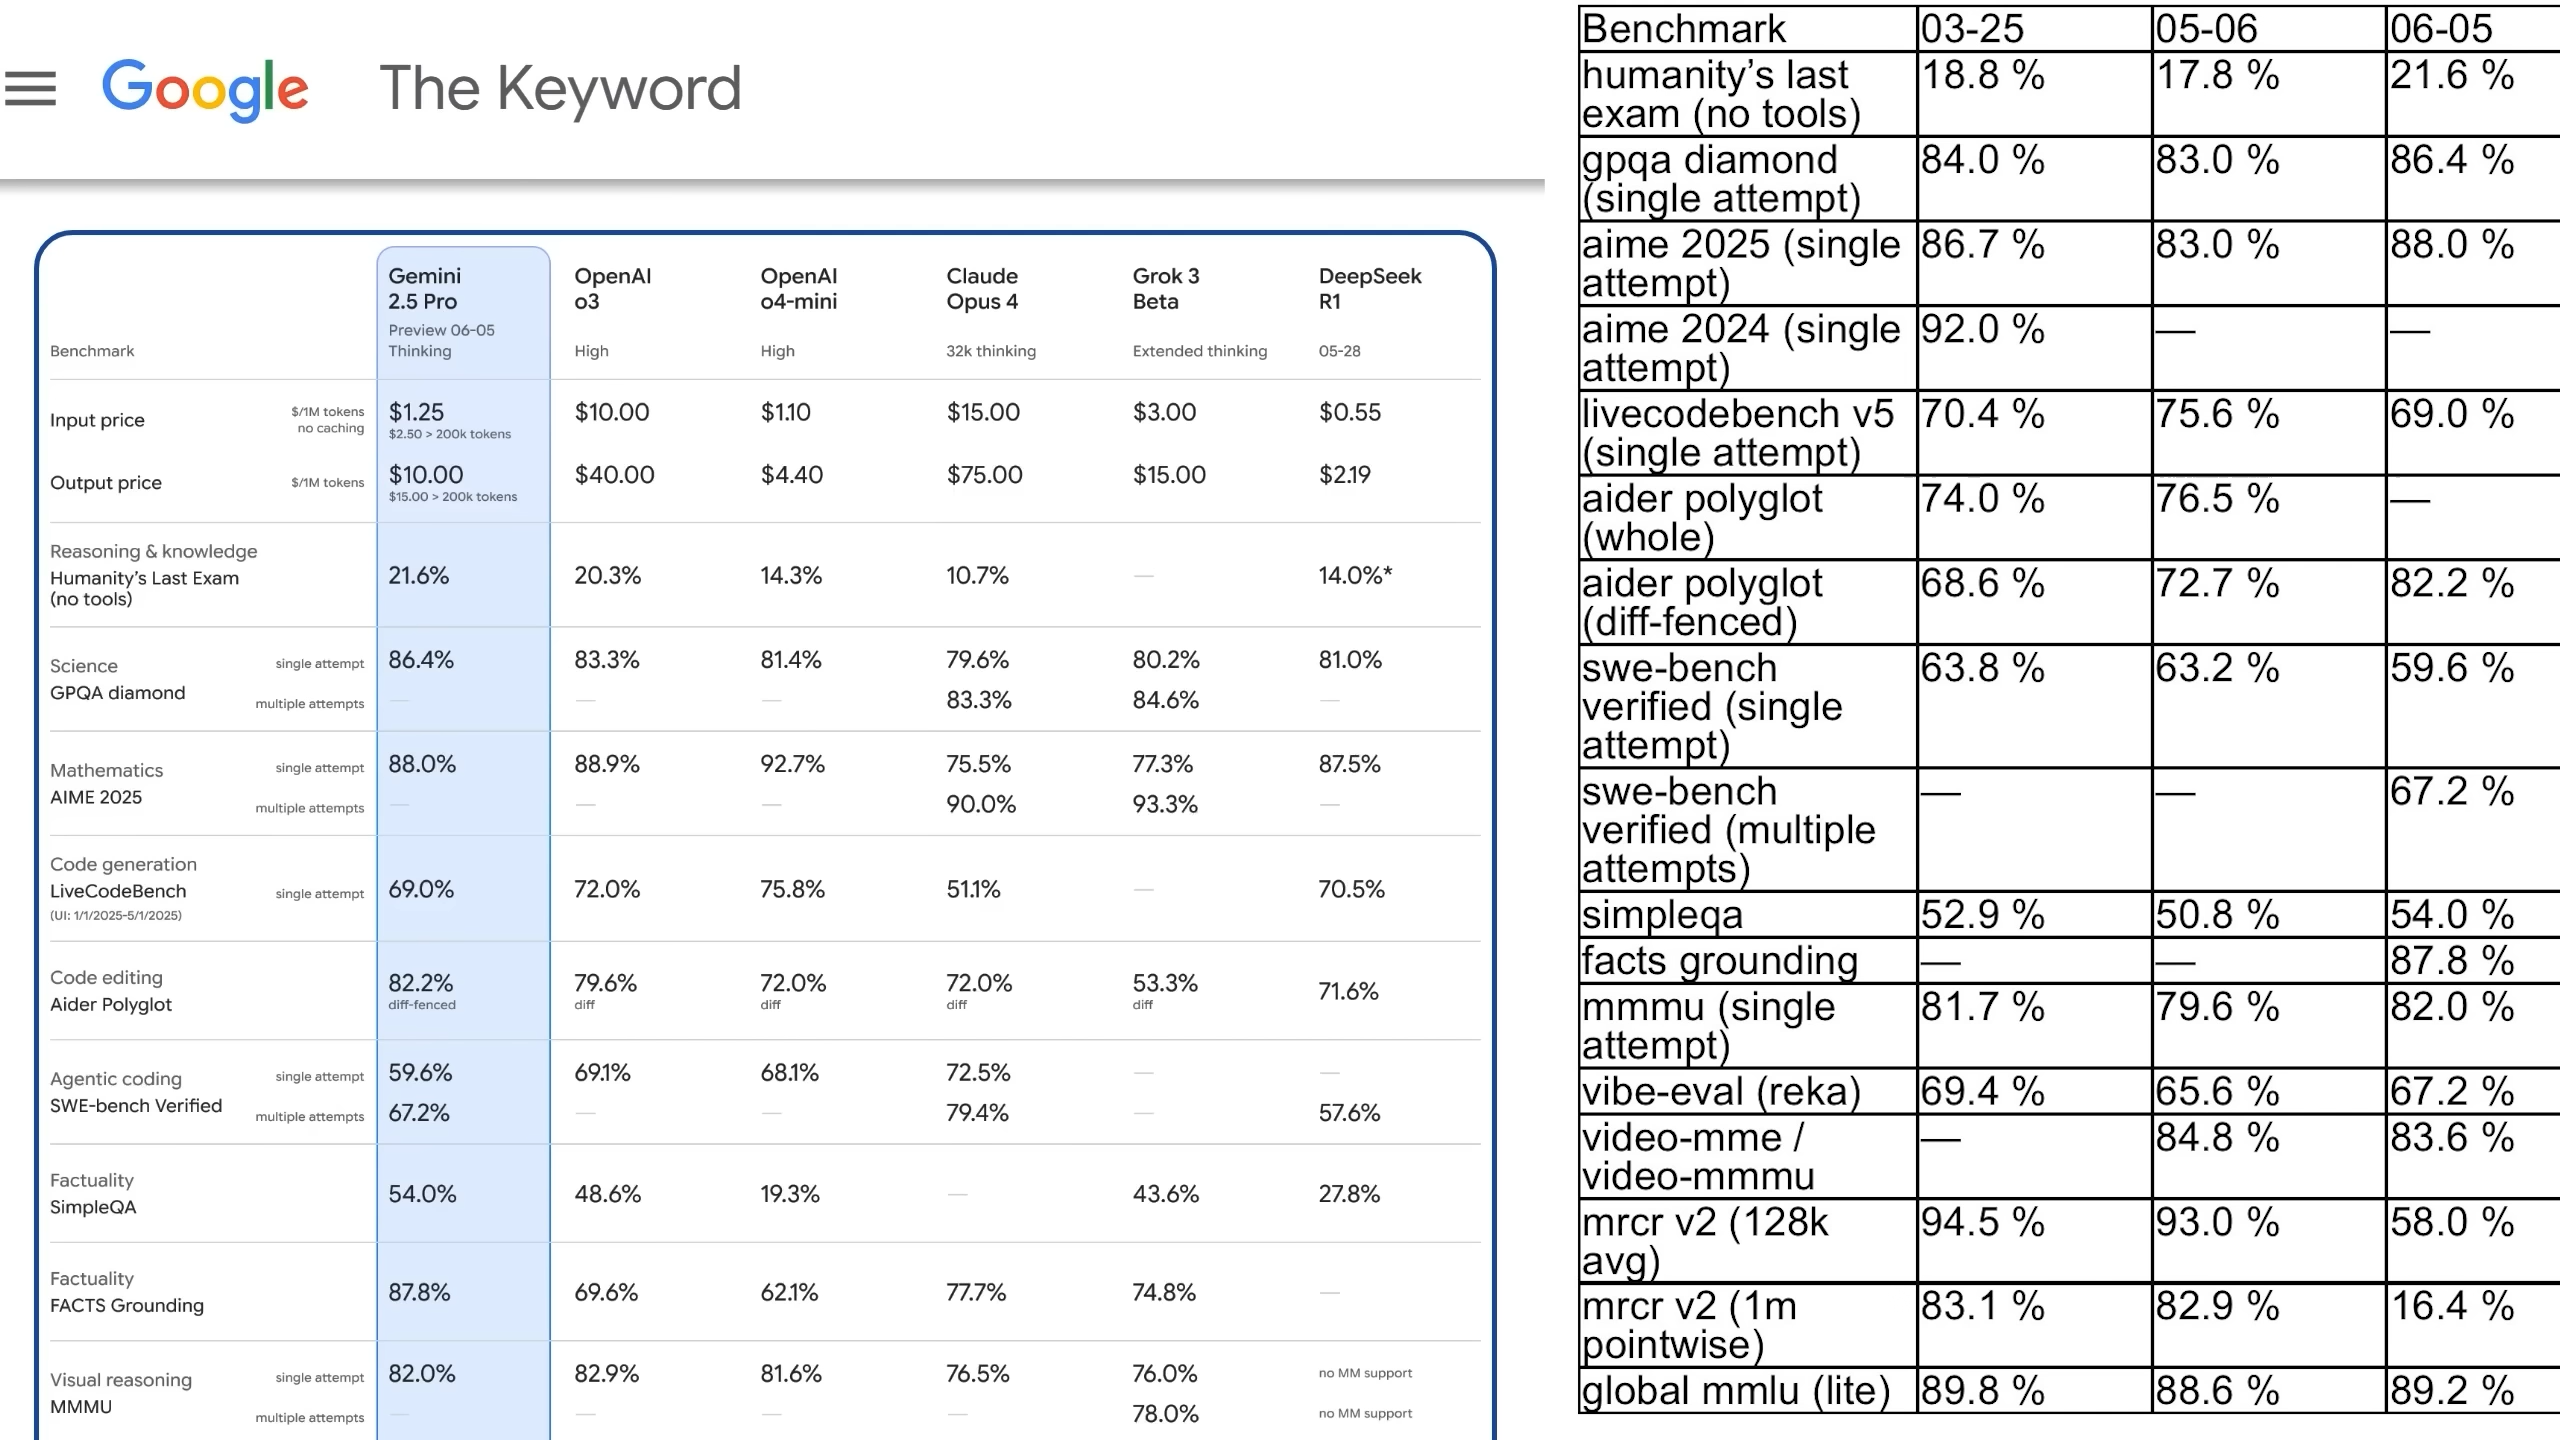 Google The Keyword
Benchmark
Gemini 2.5 Pro
Preview 06-05 Thinking
OpenAI o3
High
OpenAI o4-mini
High
Claude Opus 4
32k thinking
Grok 3 Beta
Extended thinking
DeepSeek R1
05-28
Input price $/1M tokens no caching $1.25 $10.00 $1.10 $15.00 $3.00 $0.55
$2.50 > 200k tokens
Output price $/1M tokens $10.00 $40.00 $4.40 $75.00 $15.00 $2.19
$15.00 > 200k tokens
Reasoning & knowledge
Humanity's Last Exam
(no tools)
21.6% 20.3% 14.3% 10.7% — 14.0%*
Science
GPQA diamond
single attempt 86.4% 83.3% 81.4% 79.6% 80.2% 81.0%
multiple attempts — — — 83.3% 84.6% —
Mathematics
AIME 2025
single attempt 88.0% 88.9% 92.7% 75.5% 77.3% 87.5%
multiple attempts — — — 90.0% 93.3% —
Code generation
LiveCodeBench
(UI: 1/1/2025-5/1/2025)
single attempt 69.0% 72.0% 75.8% 51.1% — 70.5%
Code editing
Aider Polyglot
82.2% 79.6% 72.0% 72.0% 53.3% 71.6%
diff-fenced diff diff diff diff
Agentic coding
SWE-bench Verified
single attempt 59.6% 69.1% 68.1% 72.5% — —
multiple attempts 67.2% — — 79.4% — 57.6%
Factuality
SimpleQA
54.0% 48.6% 19.3% — 43.6% 27.8%
Factuality
FACTS Grounding
87.8% 69.6% 62.1% 77.7% 74.8% —
Visual reasoning
MMMU
single attempt 82.0% 82.9% 81.6% 76.5% 76.0% no MM support
multiple attempts — — — — 78.0% no MM support
Benchmark 03-25 05-06 06-05
humanity’s last 18.8 % 17.8 % 21.6 %
exam (no tools)
gpqa diamond 84.0 % 83.0 % 86.4 %
(single attempt)
aime 2025 (single 86.7 % 83.0 % 88.0 %
attempt)
aime 2024 (single 92.0 % — —
attempt)
livecodebench v5 70.4 % 75.6 % 69.0 %
(single attempt)
aider polyglot 74.0 % 76.5 % —
(whole)
aider polyglot 68.6 % 72.7 % 82.2 %
(diff-fenced)
swe-bench 63.8 % 63.2 % 59.6 %
verified (single
attempt)
swe-bench — — 67.2 %
verified (multiple
attempts)
simpleqa 52.9 % 50.8 % 54.0 %
facts grounding — — 87.8 %
mmmu (single 81.7 % 79.6 % 82.0 %
attempt)
vibe-eval (reka) 69.4 % 65.6 % 67.2 %
video-mme / — 84.8 % 83.6 %
video-mmmu
mrcr v2 (128k 94.5 % 93.0 % 58.0 %
avg)
mrcr v2 (1m 83.1 % 82.9 % 16.4 %
pointwise)
global mmlu (lite) 89.8 % 88.6 % 89.2 %